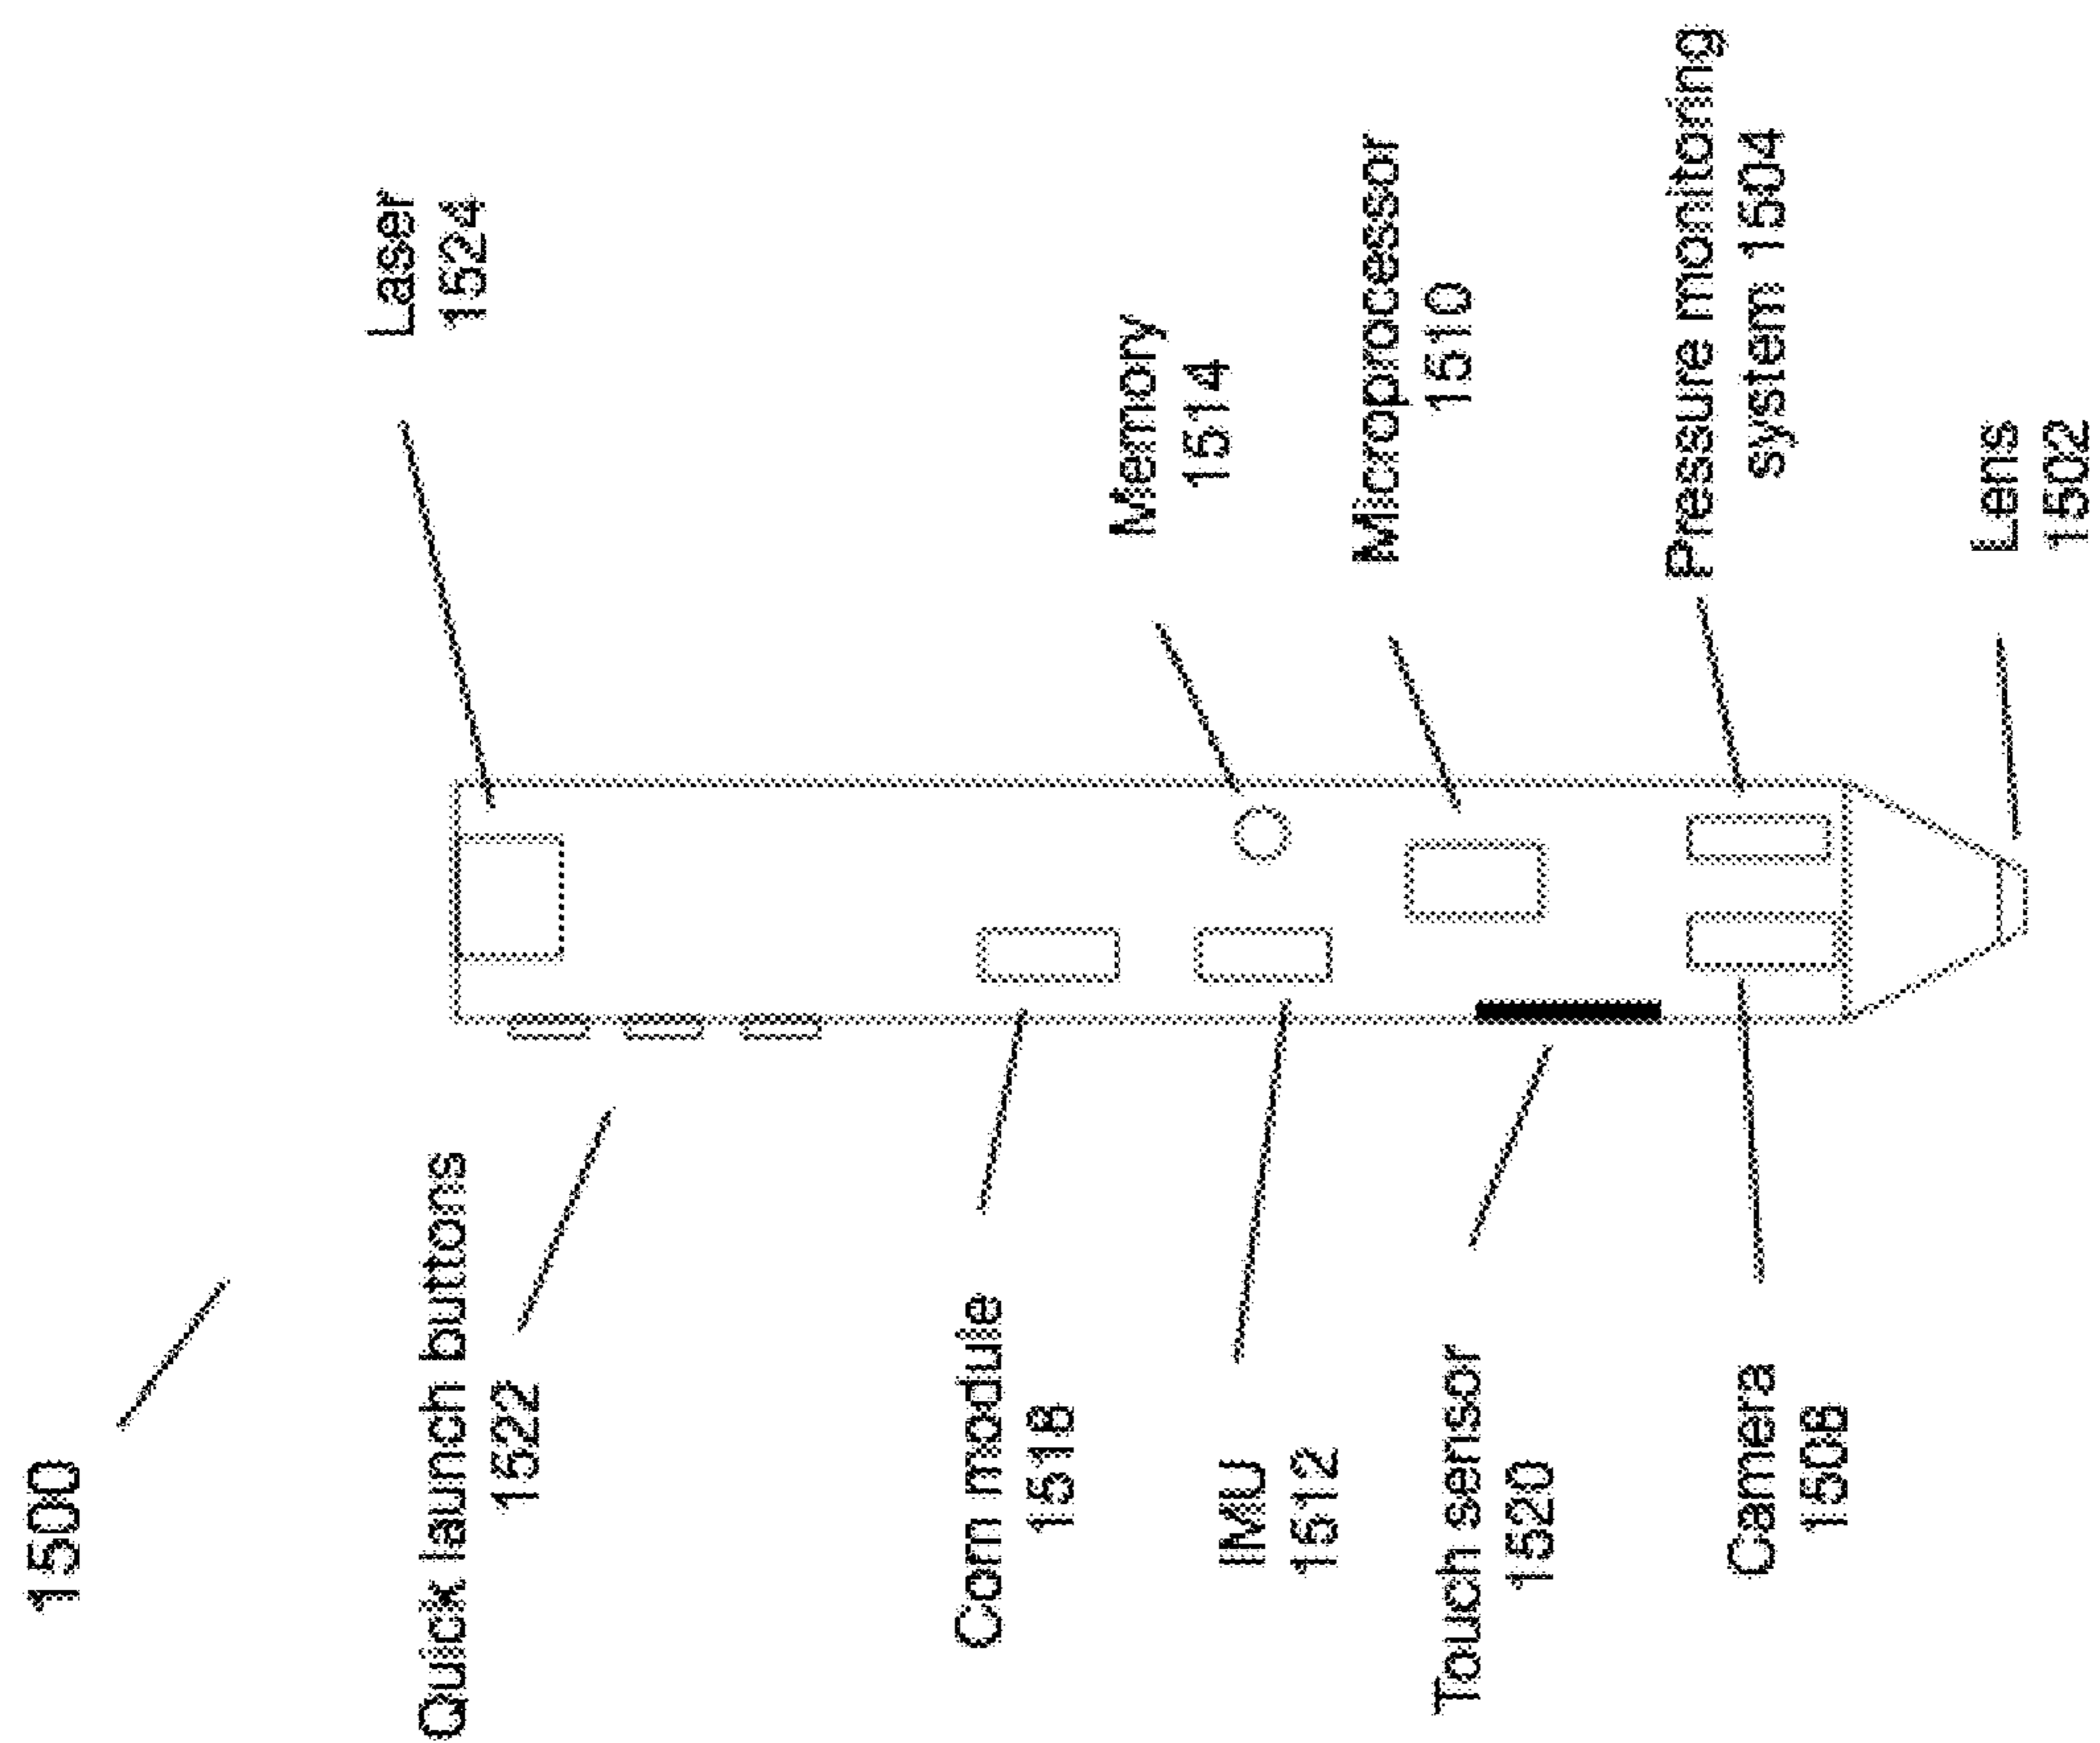 1500
Quick launch buttons
1522
Com module
1518
IMU
1512
Touch sensor
1520
Camera
1508
Laser
1524
Memory
1514
Microprocessor
1510
Pressure monitoring
system 1504
Lens
1502